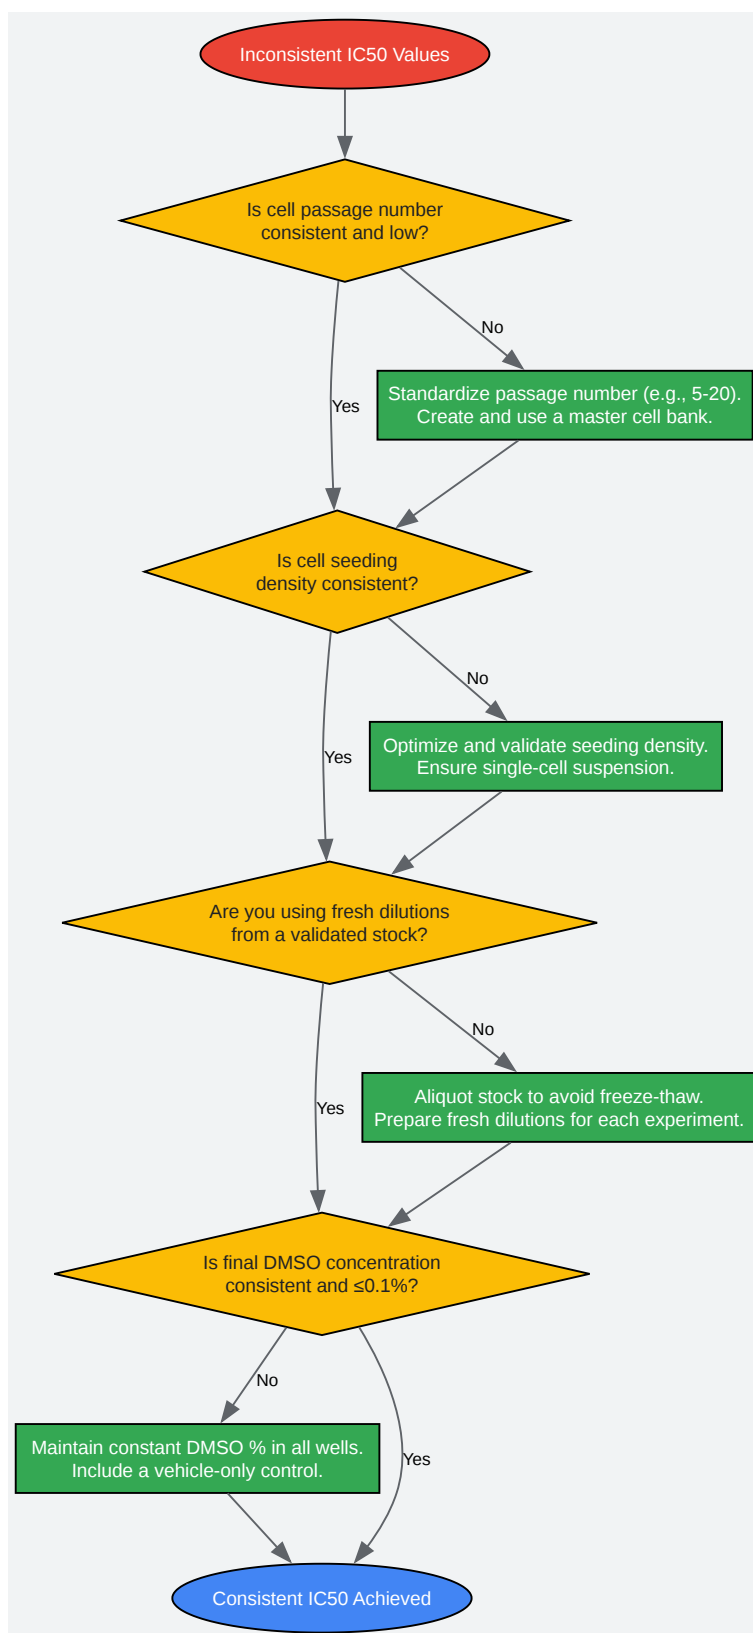 Inconsistent IC50 Values
Is cell passage number
consistent and low?
No
Standardize passage number (e.g., 5-20).
Create and use a master cell bank.
Yes
Is cell seeding
density consistent?
No
Optimize and validate seeding density.
Ensure single-cell suspension.
Yes
Are you using fresh dilutions
from a validated stock?
No
Aliquot stock to avoid freeze-thaw.
Prepare fresh dilutions for each experiment.
Yes
Is final DMSO concentration
consistent and ≤0.1%?
No
Maintain constant DMSO % in all wells.
Include a vehicle-only control.
Yes
Consistent IC50 Achieved